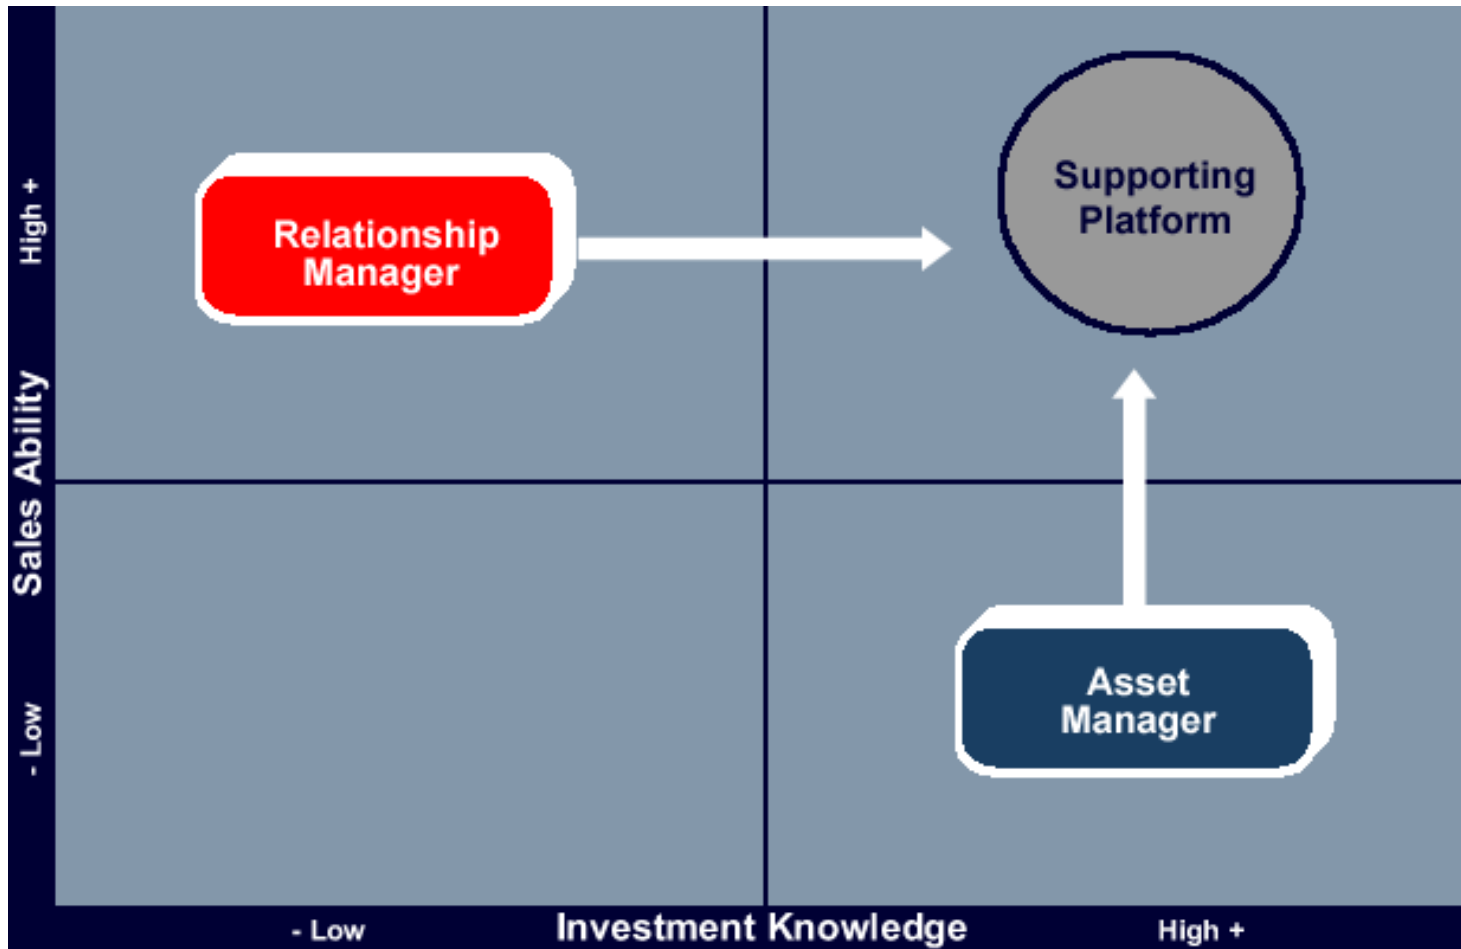 Relationship
Manager
Supporting
Platform
Asset
Manager
High +
Sales Ability
- Low
- Low
Investment Knowledge
High +